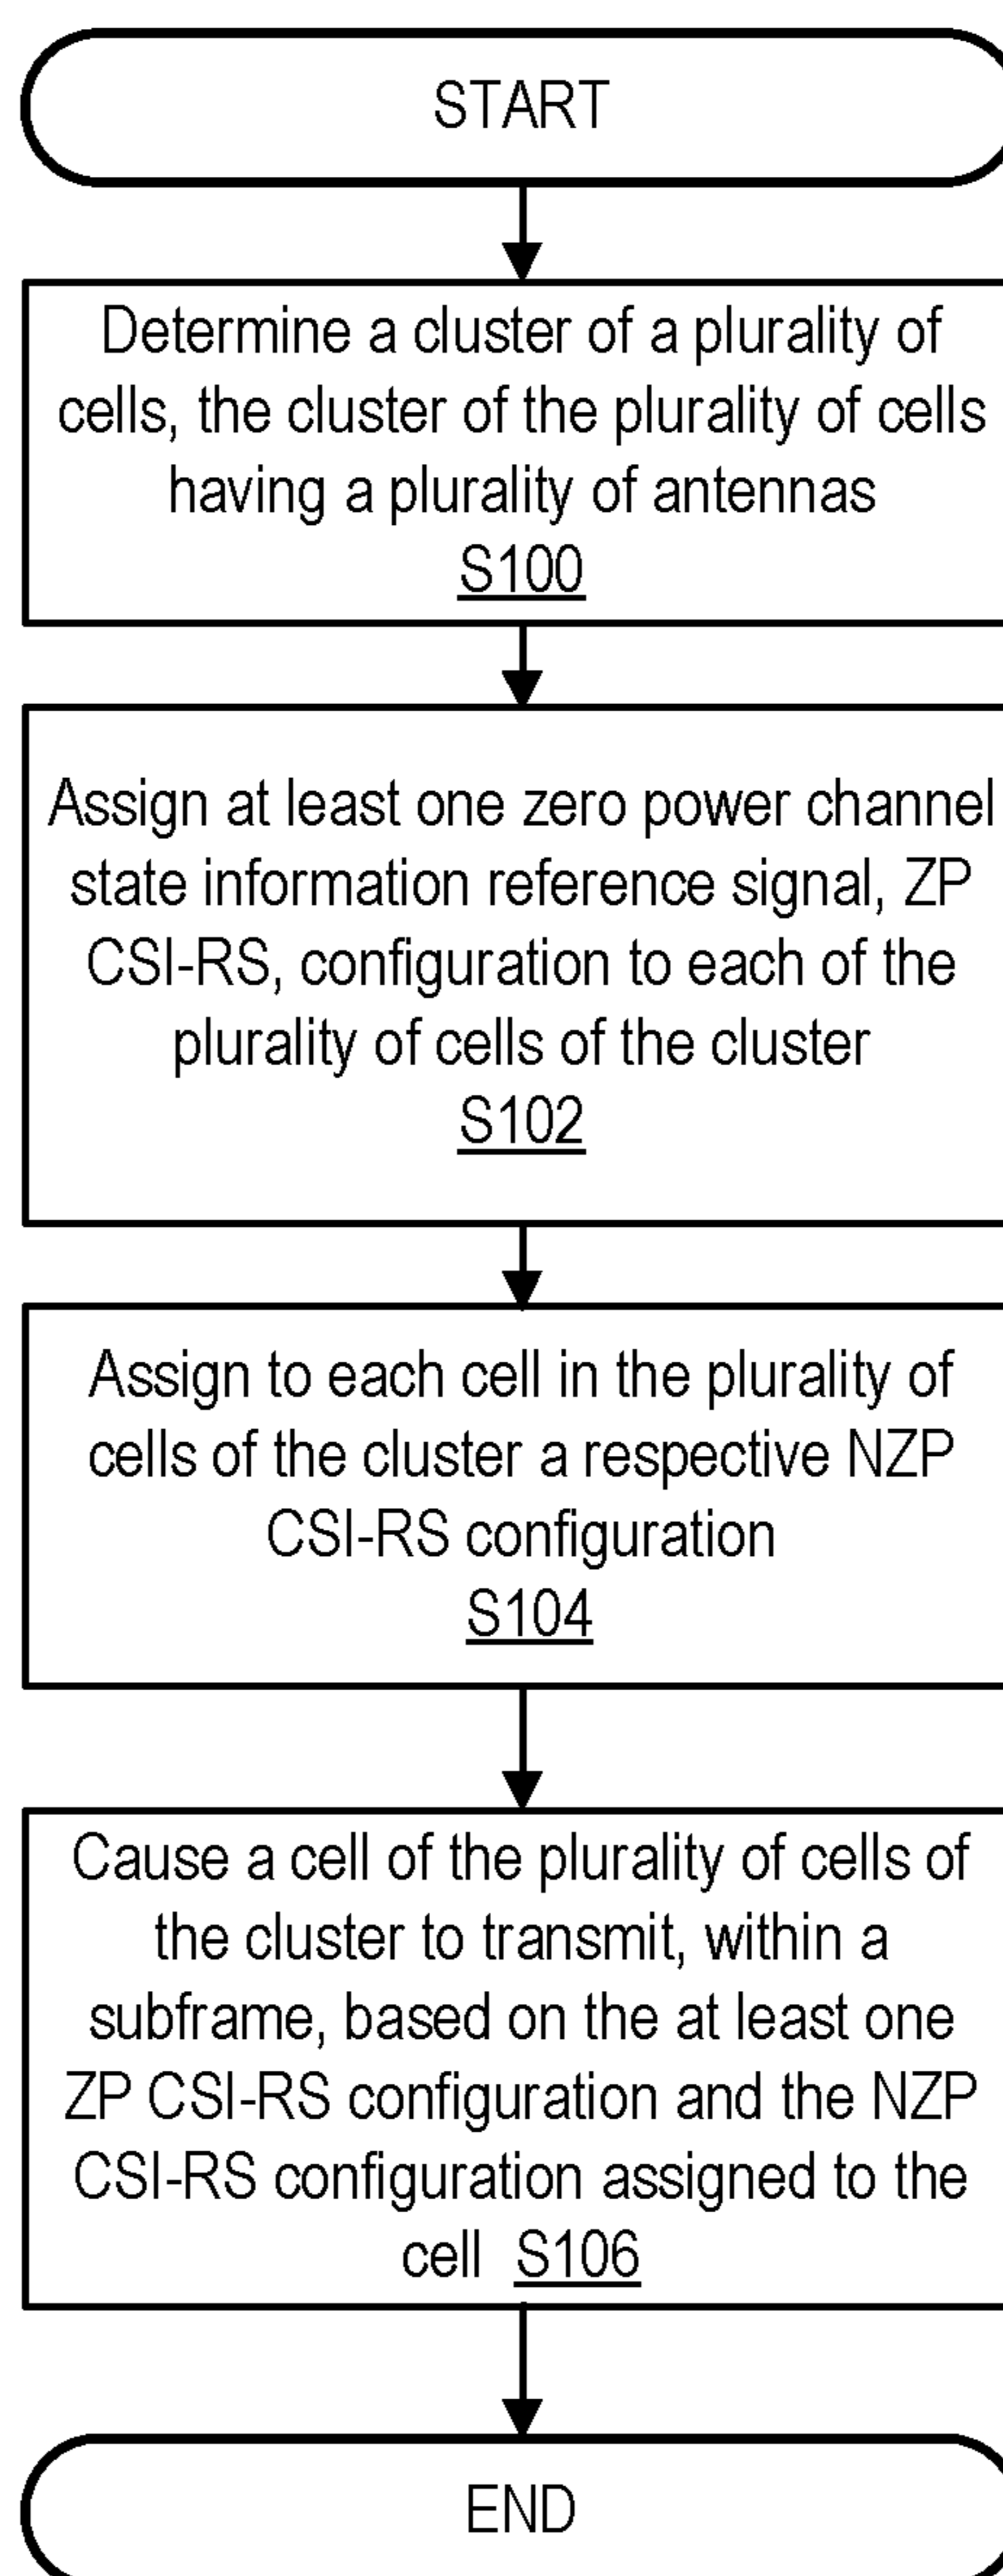 START
Determine a cluster of a plurality of
cells, the cluster of the plurality of cells
having a plurality of antennas
S100
Assign at least one zero power channel
state information reference signal, ZP
CSI-RS, configuration to each of the
plurality of cells of the cluster
S102
Assign to each cell in the plurality of
cells of the cluster a respective NZP
CSI-RS configuration
S104
Cause a cell of the plurality of cells of
the cluster to transmit, within a
subframe, based on the at least one
ZP CSI-RS configuration and the NZP
CSI-RS configuration assigned to the
cell S106
END